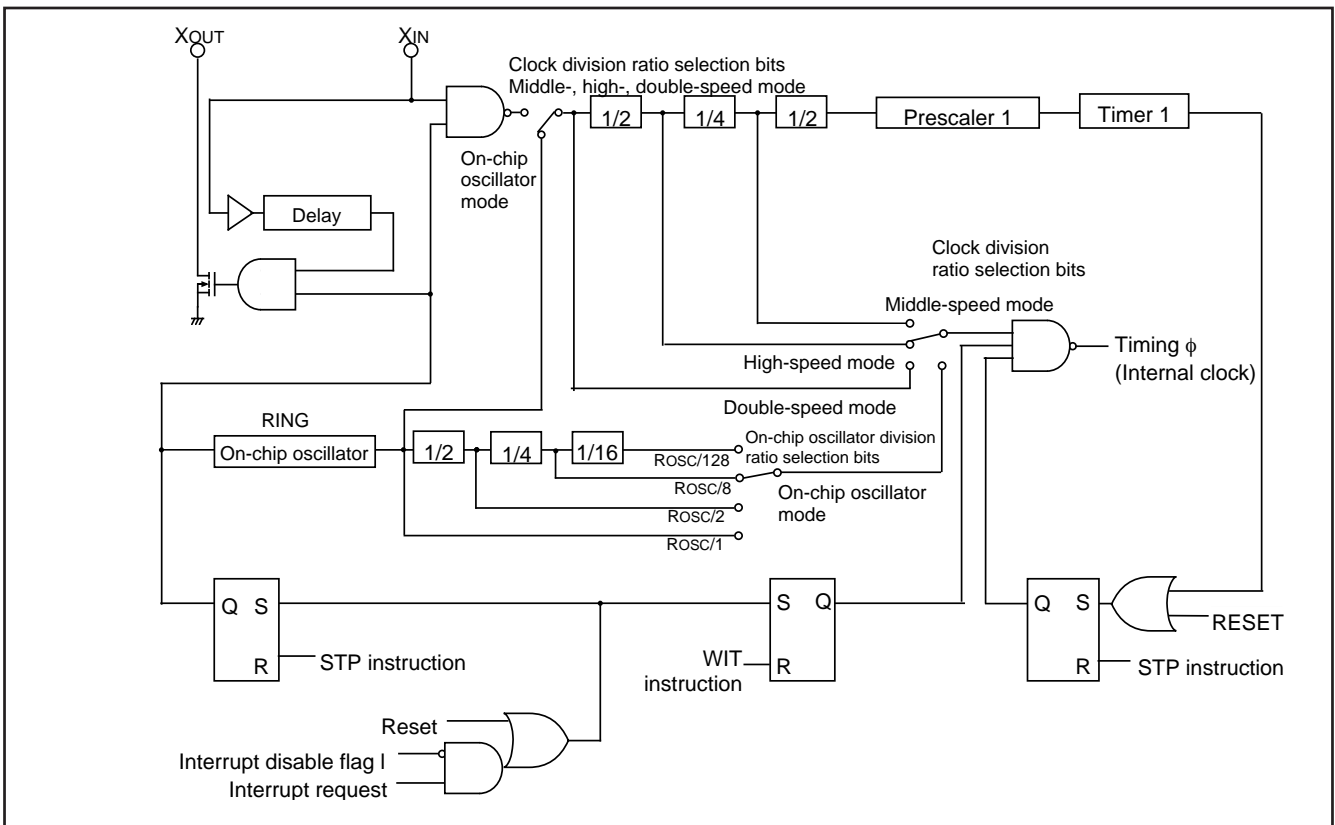 XOUT
XIN
Clock division ratio selection bits
Middle-, high-, double-speed mode
1/2
1/4
1/2
Prescaler 1
Timer 1
On-chip
oscillator
mode
Delay
Clock division
ratio selection bits
Middle-speed mode
High-speed mode
Timing ϕ
(Internal clock)
Double-speed mode
RING
On-chip oscillator
1/2
1/4
1/16
On-chip oscillator division
ratio selection bits
ROSC/128
ROSC/8
On-chip oscillator
mode
ROSC/2
ROSC/1
Q S
R
STP instruction
S Q
R
WIT
instruction
Q S
R
RESET
STP instruction
Reset
Interrupt disable flag I
Interrupt request